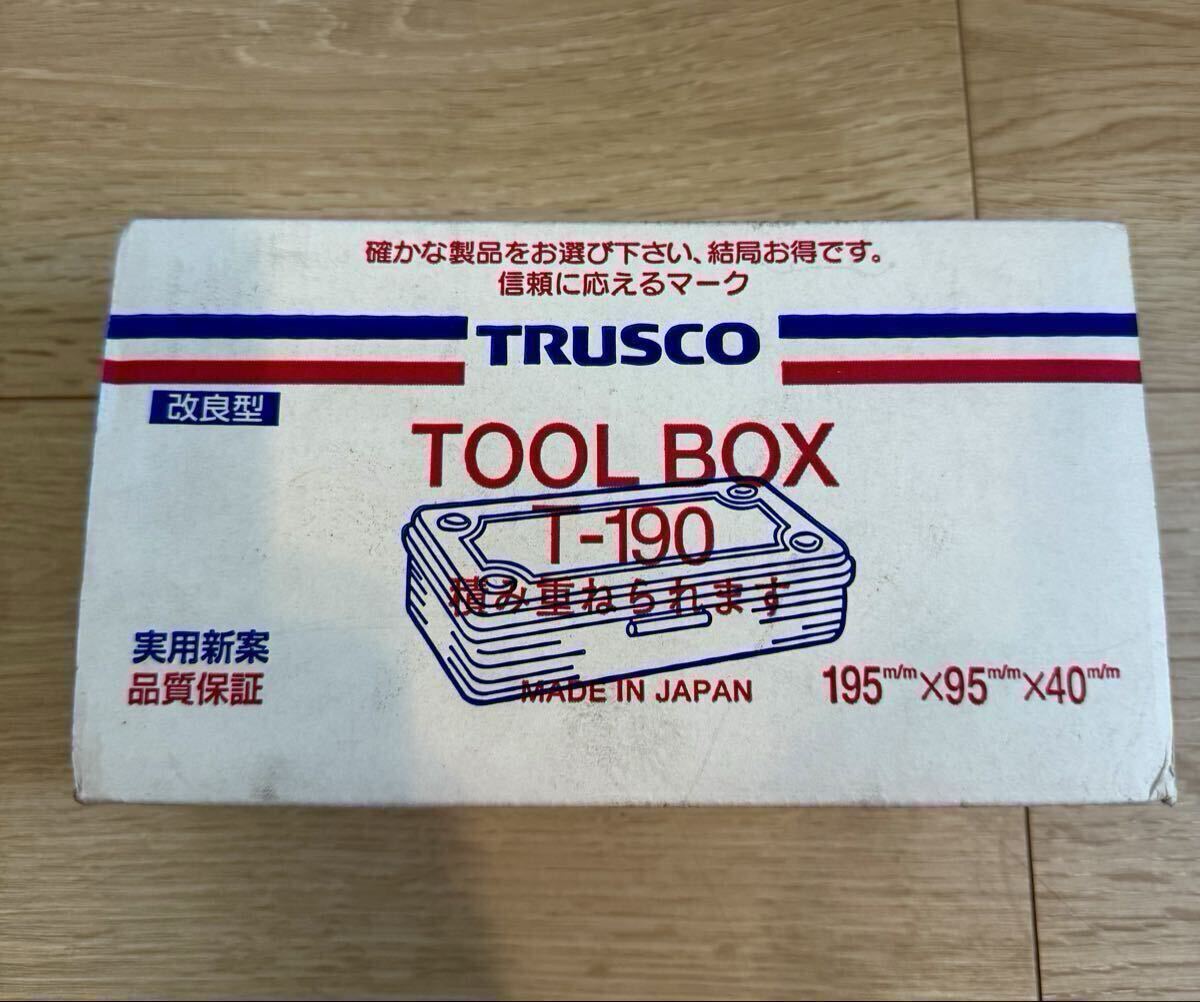 確かな製品をお選び下さい、結局お得です。
信頼に応えるマーク
TRUSCO
改良型
TOOL BOX
T-190
積み重ねられます
実用新案
品質保証
MADE IN JAPAN
195m/m×95m/m×40m/m